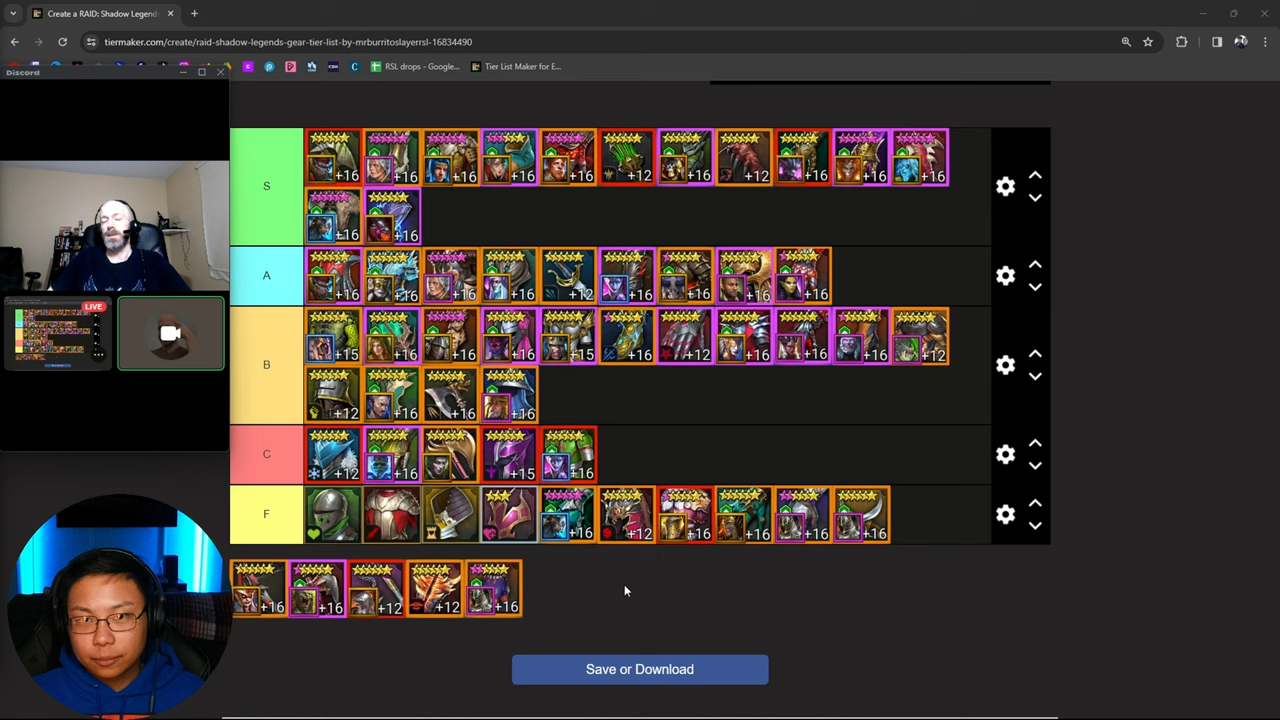 Create a RAID: Shadow Legend
tiermaker.com/create/raid-shadow-legends-gear-tier-list-by-mrburritoslayerrsl-16834490
RSL drops - Google...
Tier List Maker for E...
Discord
LIVE
S
+16 +16 +16 +16 +16 +12 +16 +12 +16 +16 +16
+16 +16
A
+16 +16 +16 +16 +12 +16 +16 +16 +16
B
+15 +16 +16 +16 +15 +16 +12 +16 +16 +16 +12
+12 +16 +16 +16
C
+12 +16 +16 +15 +16
F
+16 +12 +16 +16 +16 +16
+16 +16 +12 +12 +16
Save or Download